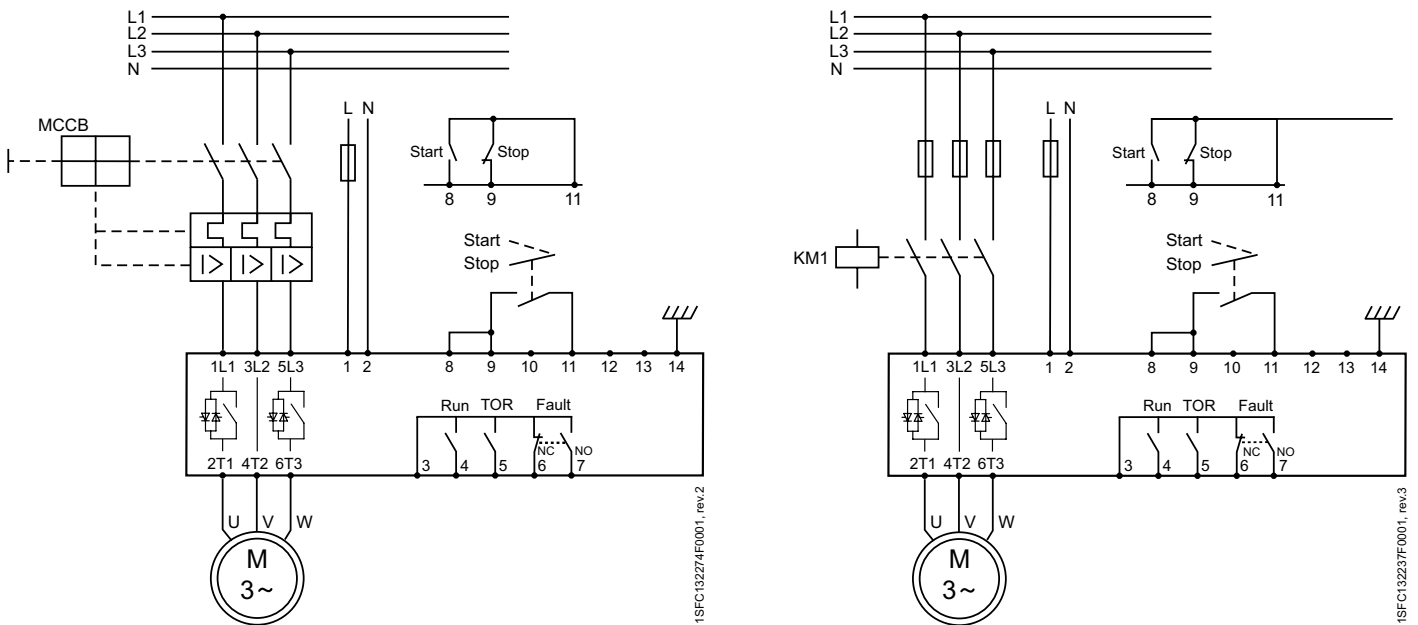 L1
L2
L3
N
MCCB
L N
Start Stop
8 9 11
Start
Stop
1L1 3L2 5L3 1 2 8 9 10 11 12 13 14
Run TOR Fault
NC NO
2T1 4T2 6T3 3 4 5 6 7
U V W
M
3~
1SFC132274F0001, rev.2
L1
L2
L3
N
L N
Start Stop
8 9 11
KM1
Start
Stop
1L1 3L2 5L3 1 2 8 9 10 11 12 13 14
Run TOR Fault
NC NO
2T1 4T2 6T3 3 4 5 6 7
U V W
M
3~
1SFC132237F0001, rev.3